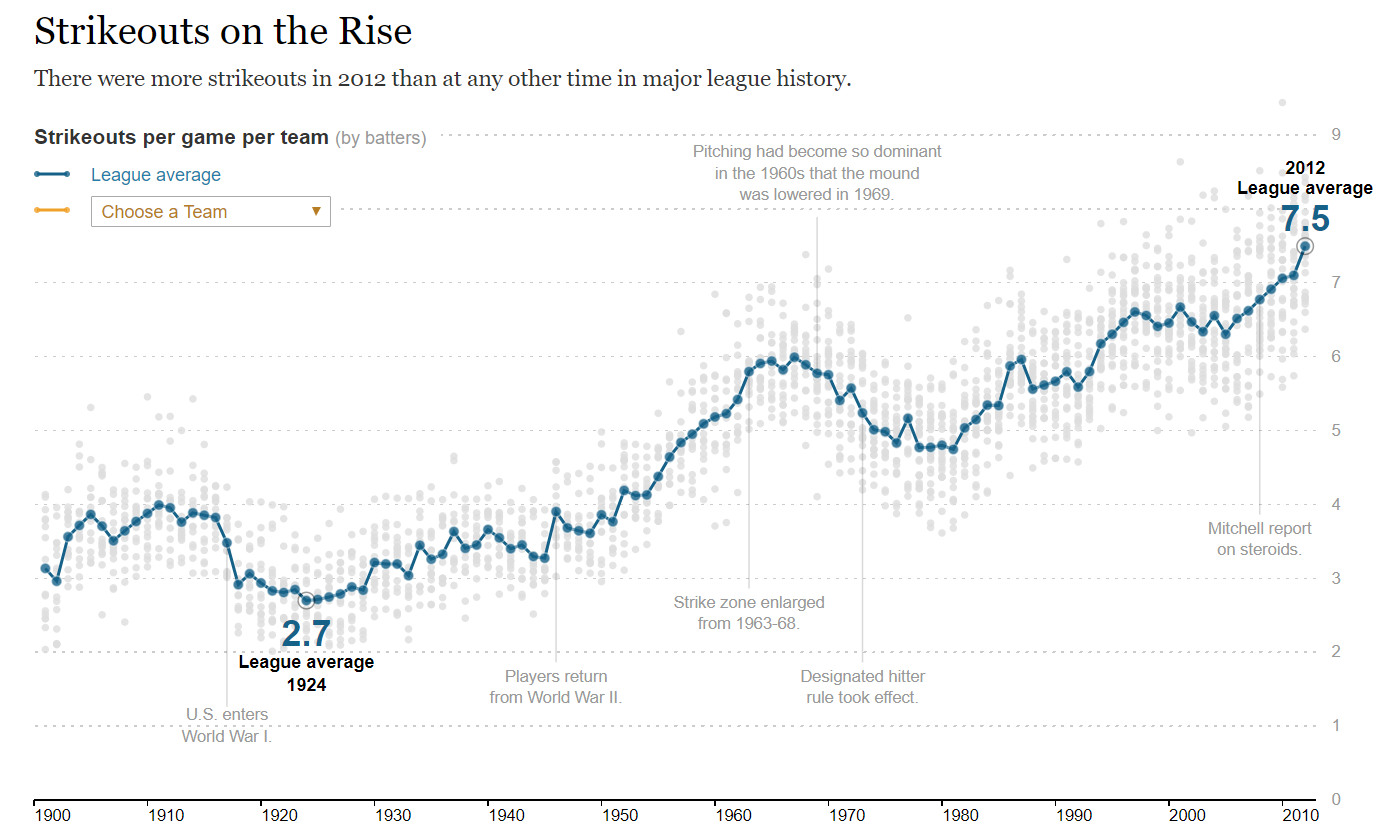 Strikeouts on the Rise
There were more strikeouts in 2012 than at any other time in major league history.
Strikeouts per game per team (by batters)
League average
Choose a Team
Pitching had become so dominant
in the 1960s that the mound
was lowered in 1969.
2012
League average
7.5
9
7
6
5
4
3
2
1
0
Mitchell report
on steroids.
Strike zone enlarged
from 1963-68.
2.7
League average
1924
Players return
from World War II.
Designated hitter
rule took effect.
U.S. enters
World War I.
1900 1910 1920 1930 1940 1950 1960 1970 1980 1990 2000 2010